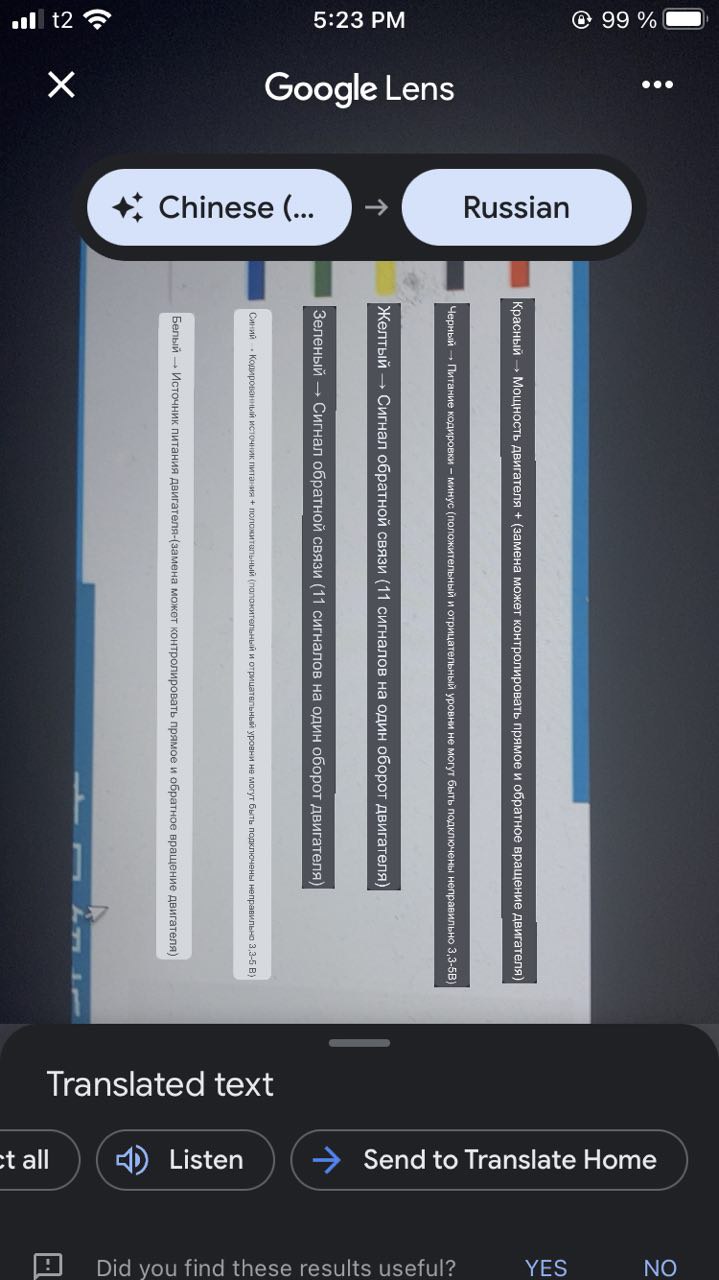 5:23 PM
t2
99 %
Google Lens
Chinese (...
Russian
Красный → Мощность двигателя + (замена может контролировать прямое и обратное вращение двигателя)
Черный → Питание кодировки – минус (положительный и отрицательный уровни не могут быть подключены неправильно 3,3-5В)
Желтый → Сигнал обратной связи (11 сигналов на один оборот двигателя)
Зеленый → Сигнал обратной связи (11 сигналов на один оборот двигателя)
Синий → Кодированный источник питания + положительный (положительный и отрицательный уровни не могут быть подключены неправильно 3,3-5 В)
Белый → Источник питания двигателя-(замена может контролировать прямое и обратное вращение двигателя)
Translated text
ct all
Listen
Send to Translate Home
Did you find these results useful?
YES
NO